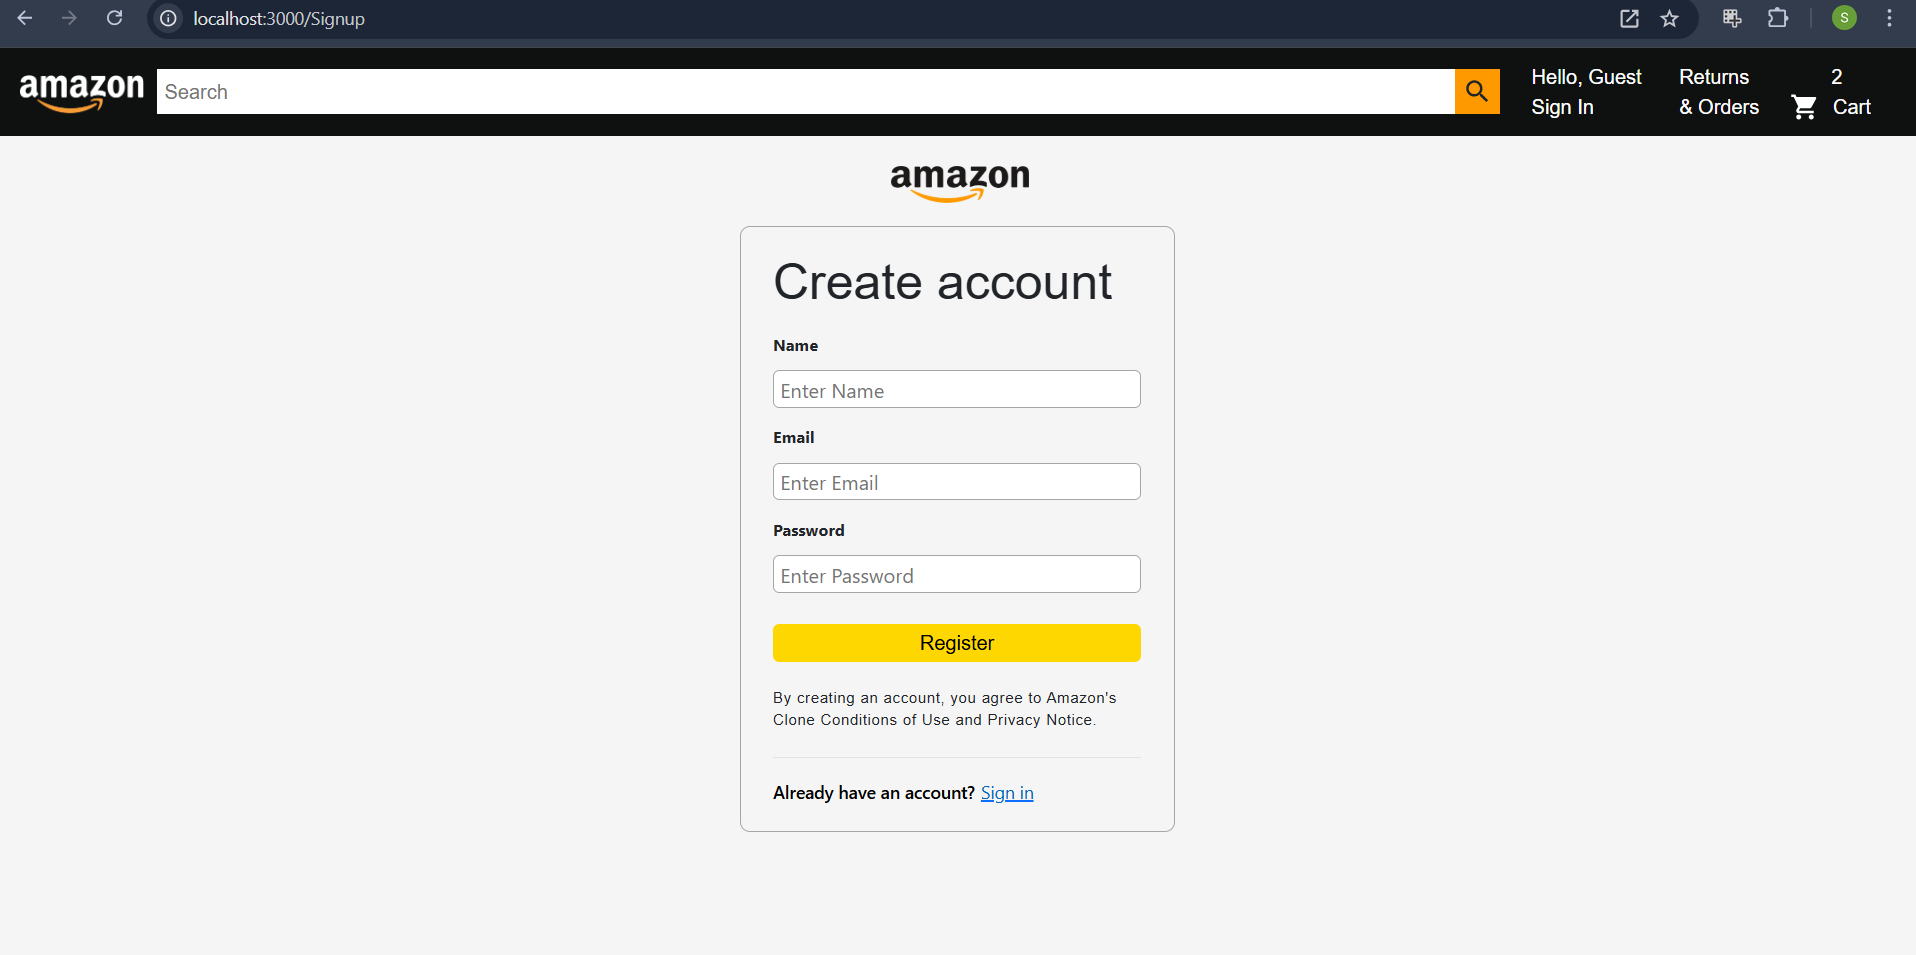 localhost:3000/Signup
S
amazon
Search
Hello, Guest
Sign In
Returns
& Orders
2
Cart
amazon
Create account
Name
Enter Name
Email
Enter Email
Password
Enter Password
Register
By creating an account, you agree to Amazon's
Clone Conditions of Use and Privacy Notice.
Already have an account? Sign in